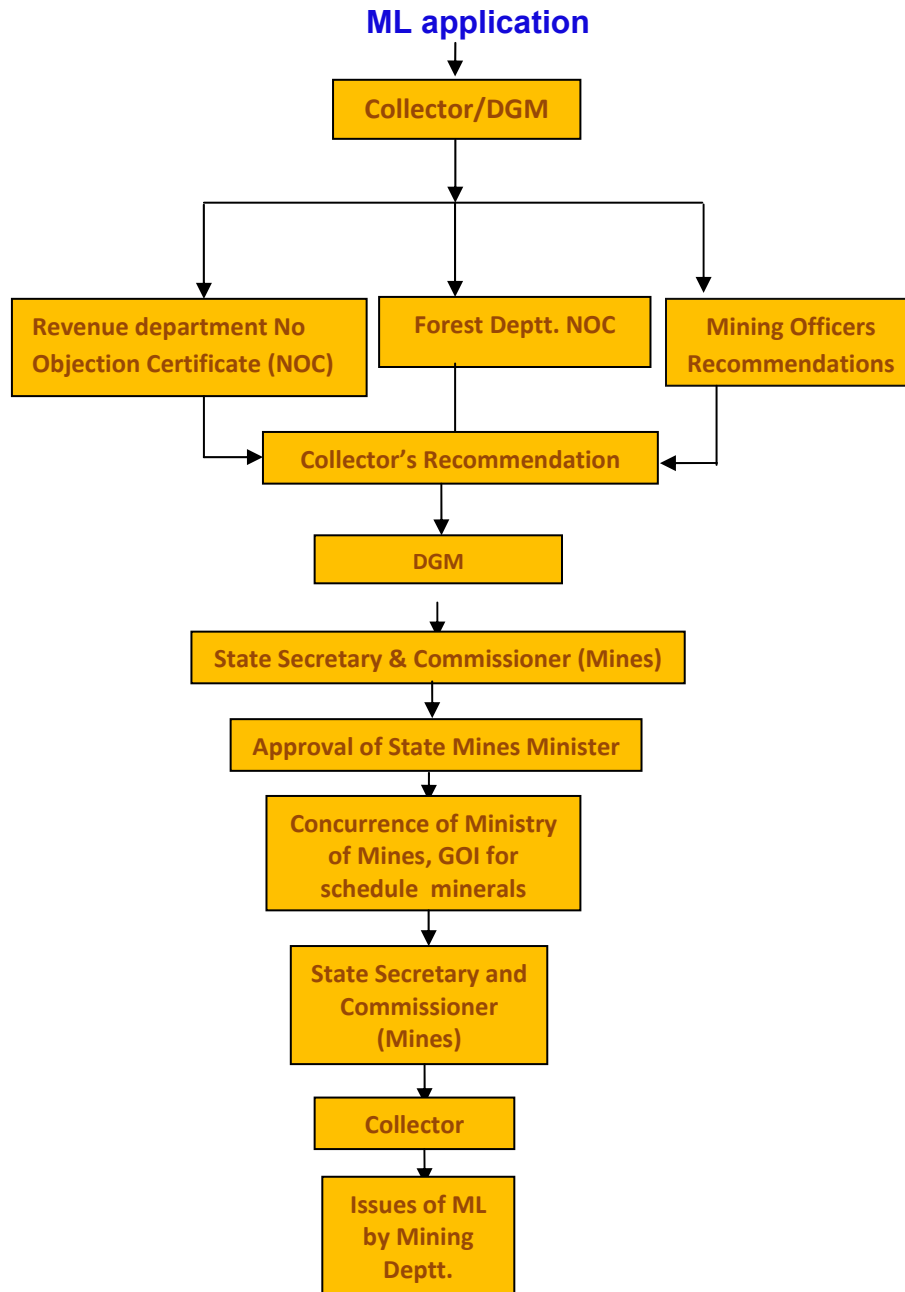 ML application
Collector/DGM
Revenue department No
Objection Certificate (NOC)
Forest Deptt. NOC
Mining Officers
Recommendations
Collector’s Recommendation
DGM
State Secretary & Commissioner (Mines)
Approval of State Mines Minister
Concurrence of Ministry
of Mines, GOI for
schedule minerals
State Secretary and
Commissioner
(Mines)
Collector
Issues of ML
by Mining
Deptt.